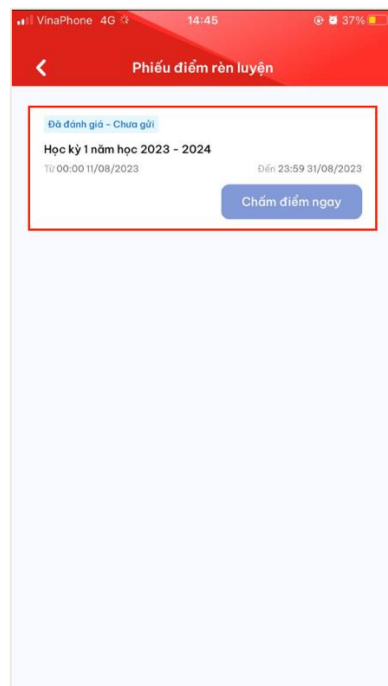 VinaPhone 4G 14:45 37%
Phiếu điểm rèn luyện
Đã đánh giá - Chưa gửi
Học kỳ 1 năm học 2023 - 2024
Từ 00:00 11/08/2023 Đến 23:59 31/08/2023
Chấm điểm ngay